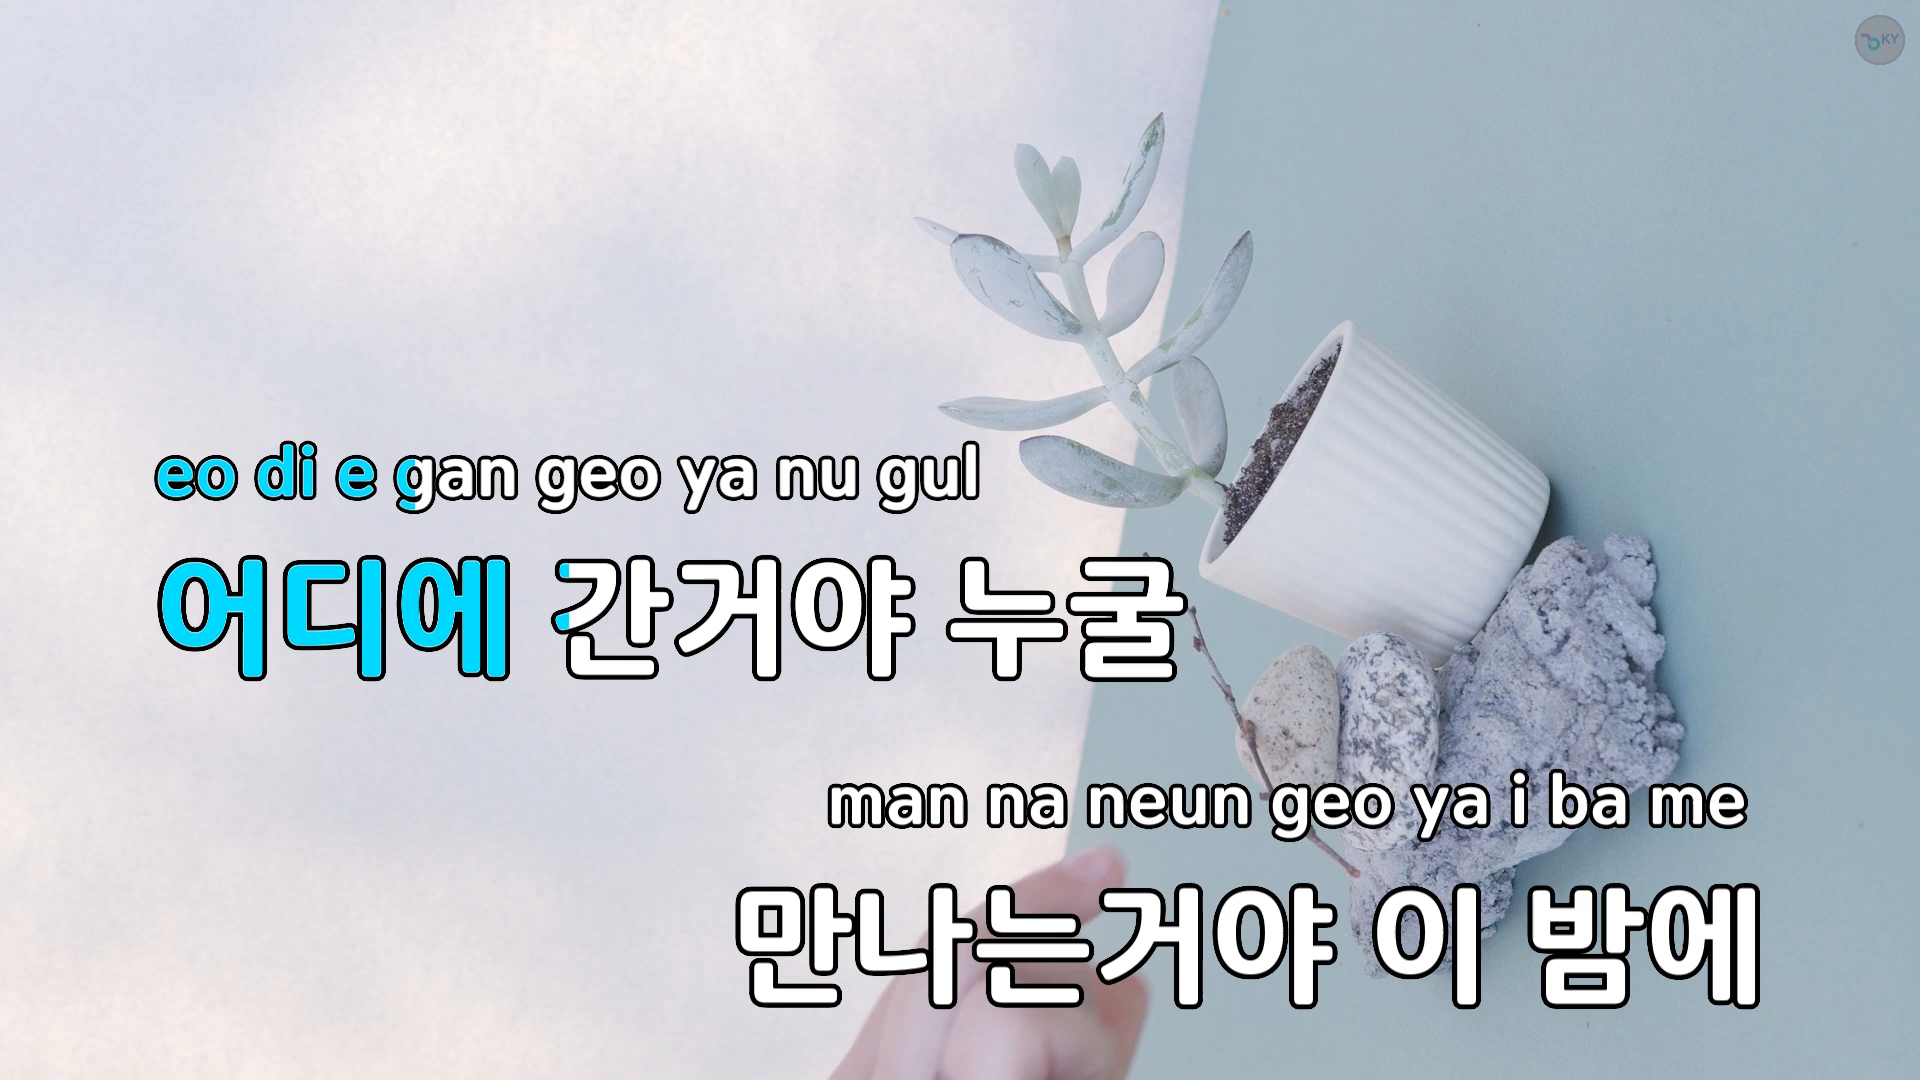 KY
eo di e gan geo ya nu gul
어디에 간거야 누굴
man na neun geo ya i ba me
만나는거야 이 밤에